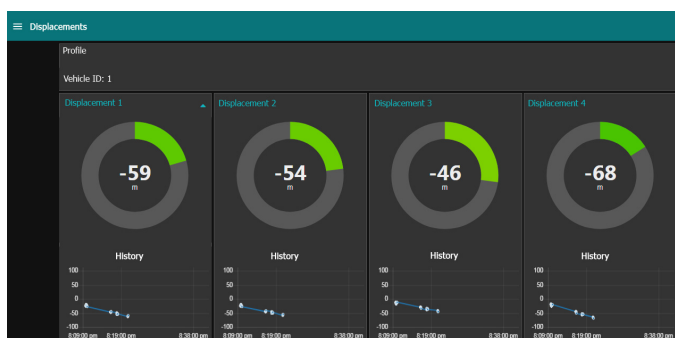 Displacements
Profile
Vehicle ID: 1
Displacement 1
-59
m
History
100
50
0
-50
-100
8:09:00 pm 8:19:00 pm 8:38:00 pm
Displacement 2
-54
m
History
100
50
0
-50
-100
8:09:00 pm 8:19:00 pm 8:38:00 pm
Displacement 3
-46
m
History
100
50
0
-50
-100
8:09:00 pm 8:19:00 pm 8:38:00 pm
Displacement 4
-68
m
History
100
50
0
-50
-100
8:09:00 pm 8:19:00 pm 8:38:00 pm